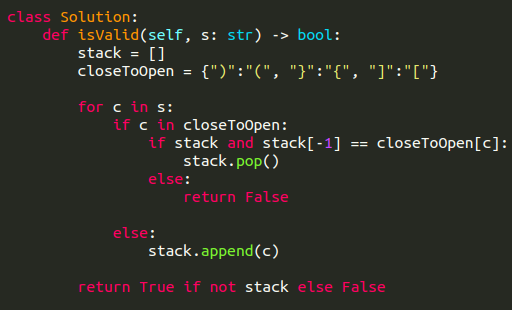 class Solution:
    def isValid(self, s: str) -> bool:
        stack = []
        closeToOpen = {")":"(", "}":"{", "]":"["}

        for c in s:
            if c in closeToOpen:
                if stack and stack[-1] == closeToOpen[c]:
                    stack.pop()
                else:
                    return False

            else:
                stack.append(c)

        return True if not stack else False